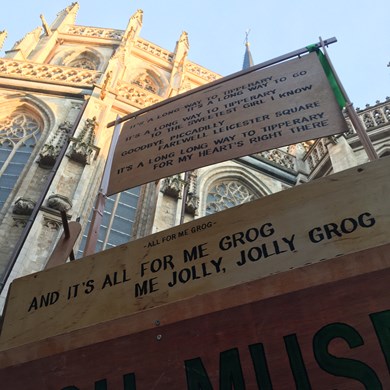 IT'S A LONG WAY TO TIPPERARY
IT'S A LONG WAY TO GO
IT'S A LONG WAY TO TIPPERARY
TO THE SWEETEST GIRL I KNOW
GOODBYE PICCADILLY
FAREWELL LEICESTER SQUARE
IT'S A LONG LONG WAY TO TIPPERARY
FOR MY HEART'S RIGHT THERE
-ALL FOR ME GROG-
AND IT'S ALL FOR ME GROG
ME JOLLY, JOLLY GROG